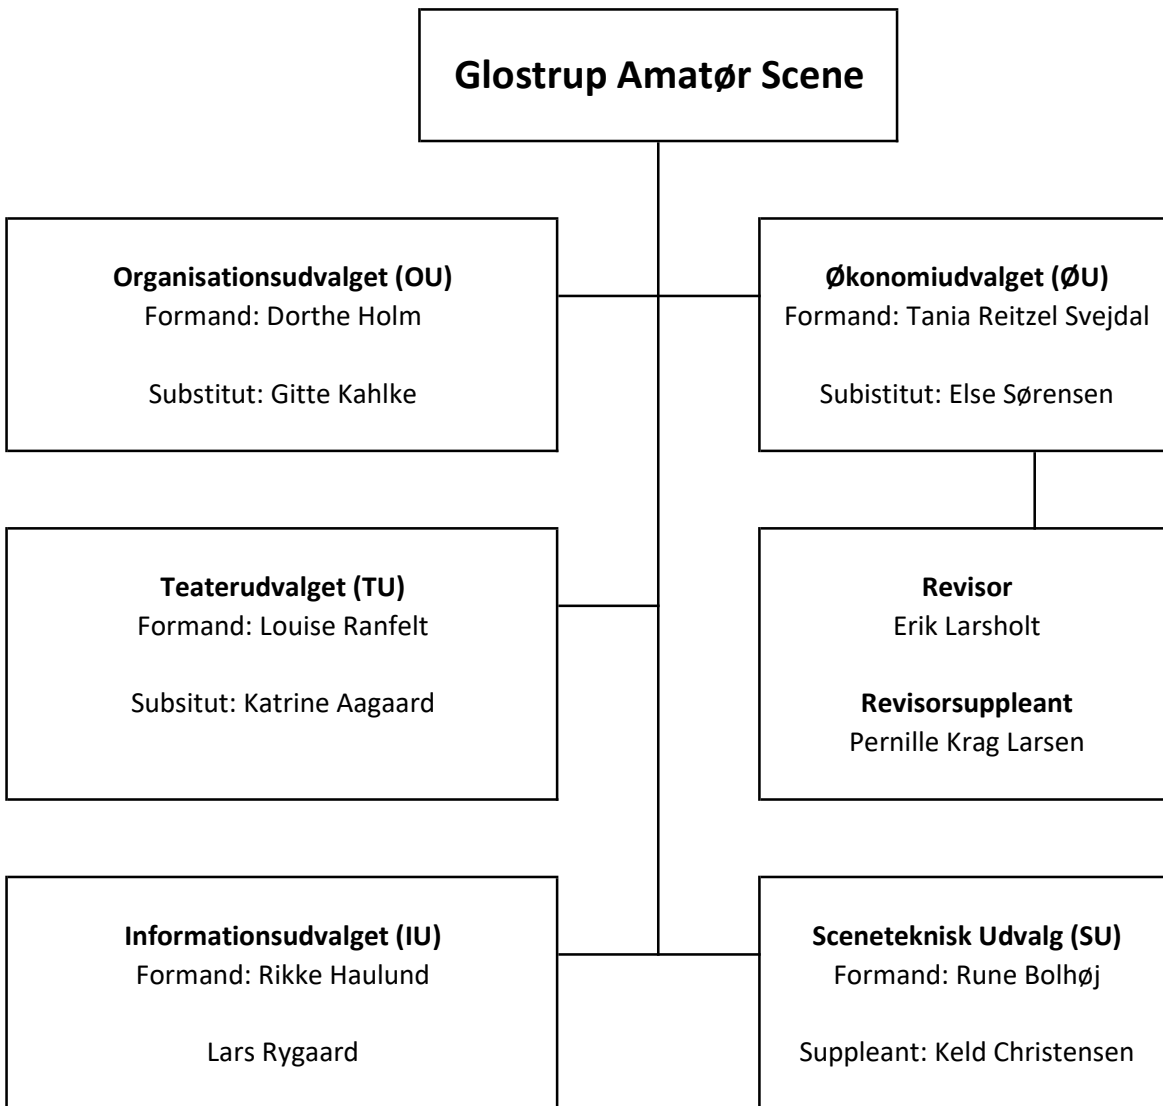 Glostrup Amatør Scene
Organisationsudvalget (OU)
Formand: Dorthe Holm
Substitut: Gitte Kahlke
Økonomiudvalget (ØU)
Formand: Tania Reitzel Svejdal
Subistitut: Else Sørensen
Teaterudvalget (TU)
Formand: Louise Ranfelt
Subsitut: Katrine Aagaard
Revisor
Erik Larsholt
Revisorsuppleant
Pernille Krag Larsen
Informationsudvalget (IU)
Formand: Rikke Haulund
Lars Rygaard
Sceneteknisk Udvalg (SU)
Formand: Rune Bolhøj
Suppleant: Keld Christensen